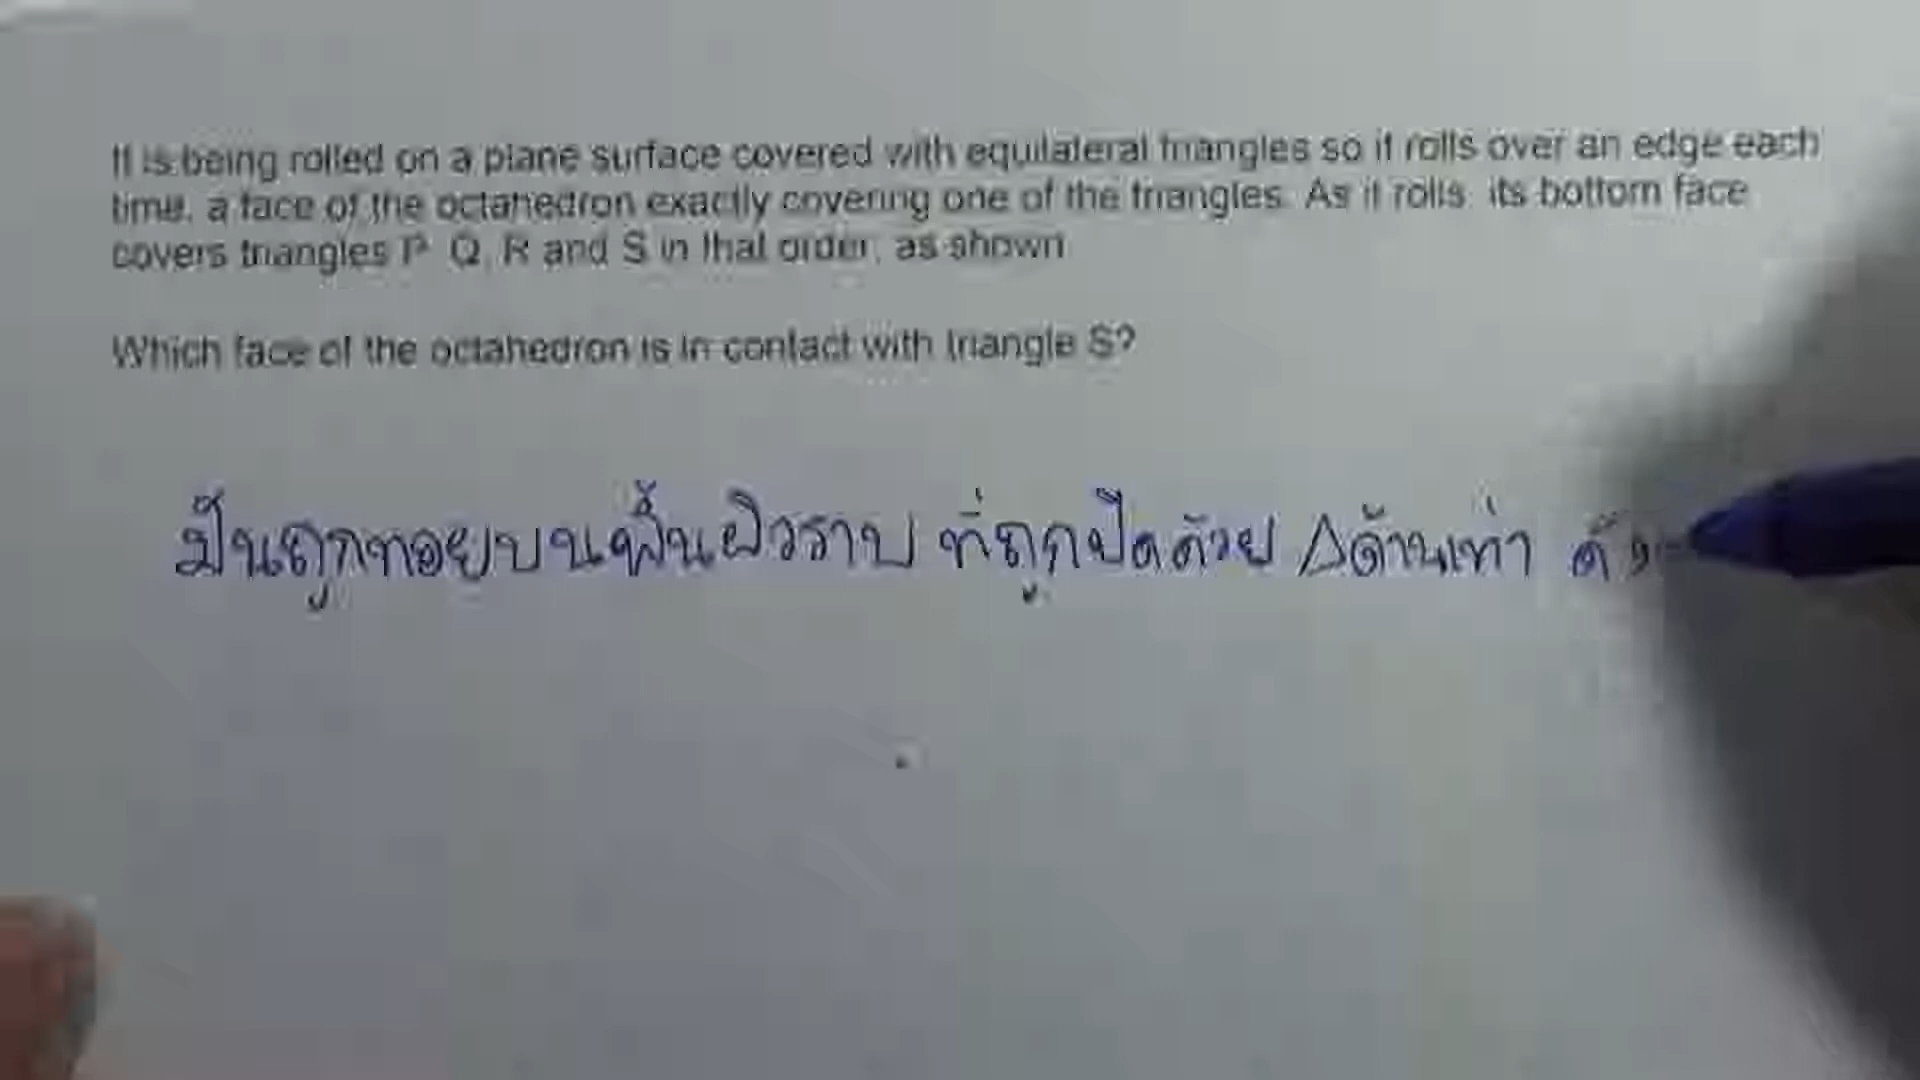 It is being rolled on a plane surface covered with equilateral triangles so it rolls over an edge each
time, a face of the octahedron exactly covering one of the triangles. As it rolls, its bottom face
covers triangles P, Q, R and S in that order, as shown
Which face of the octahedron is in contact with triangle S?
มันถูกทอยบนพื้นผิวราบ ที่ถูกปิดด้วย △ด้านเท่า